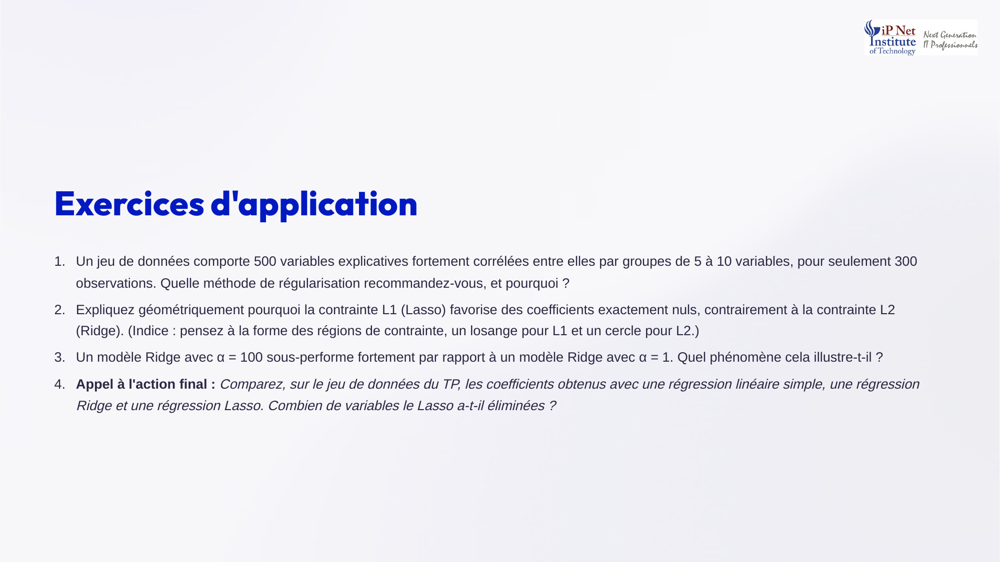 iP Net
Institute
of Technology
Next Generation
IT Professionnels
Exercices d'application
1. Un jeu de données comporte 500 variables explicatives fortement corrélées entre elles par groupes de 5 à 10 variables, pour seulement 300
observations. Quelle méthode de régularisation recommandez-vous, et pourquoi ?
2. Expliquez géométriquement pourquoi la contrainte L1 (Lasso) favorise des coefficients exactement nuls, contrairement à la contrainte L2
(Ridge). (Indice : pensez à la forme des régions de contrainte, un losange pour L1 et un cercle pour L2.)
3. Un modèle Ridge avec α = 100 sous-performe fortement par rapport à un modèle Ridge avec α = 1. Quel phénomène cela illustre-t-il ?
4. Appel à l'action final : Comparez, sur le jeu de données du TP, les coefficients obtenus avec une régression linéaire simple, une régression
Ridge et une régression Lasso. Combien de variables le Lasso a-t-il éliminées ?